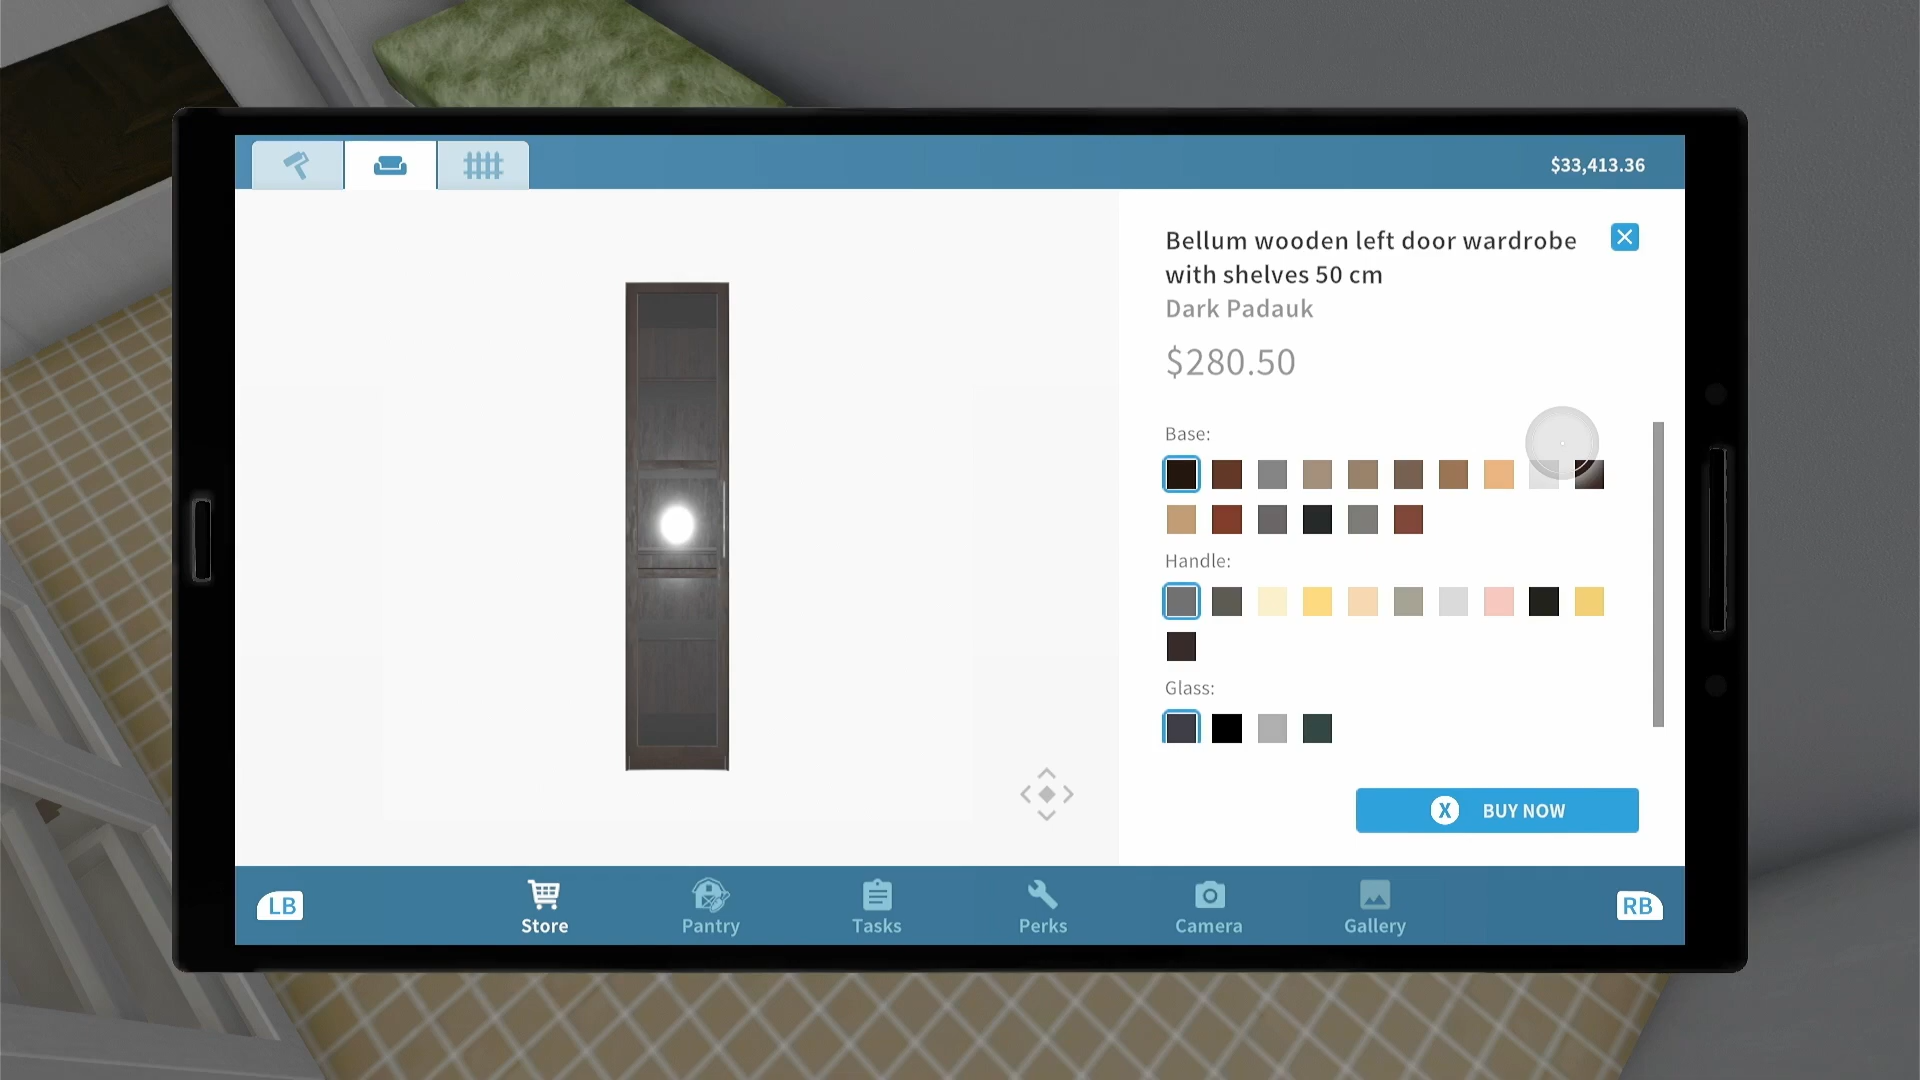 $33,413.36
Bellum wooden left door wardrobe
with shelves 50 cm
Dark Padauk
$280.50
Base:
Handle:
Glass:
X BUY NOW
LB
Store
Pantry
Tasks
Perks
Camera
Gallery
RB